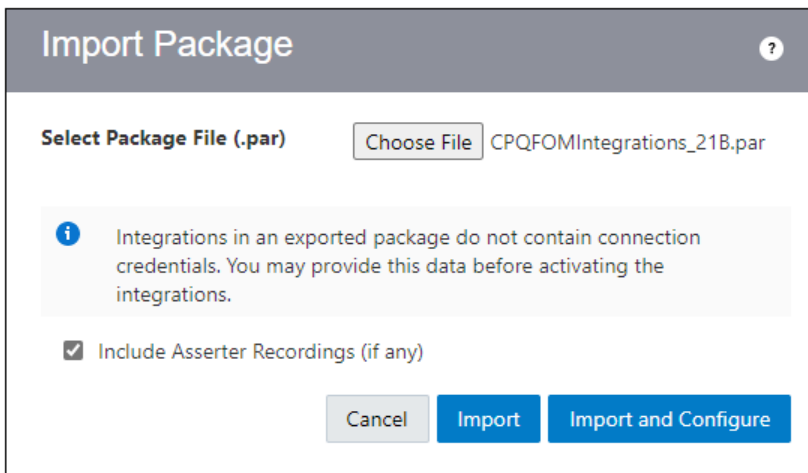 Import Package
?
Select Package File (.par) Choose File CPQFOMIntegrations_21B.par
i
Integrations in an exported package do not contain connection
credentials. You may provide this data before activating the
integrations.
Include Asserter Recordings (if any)
Cancel Import Import and Configure